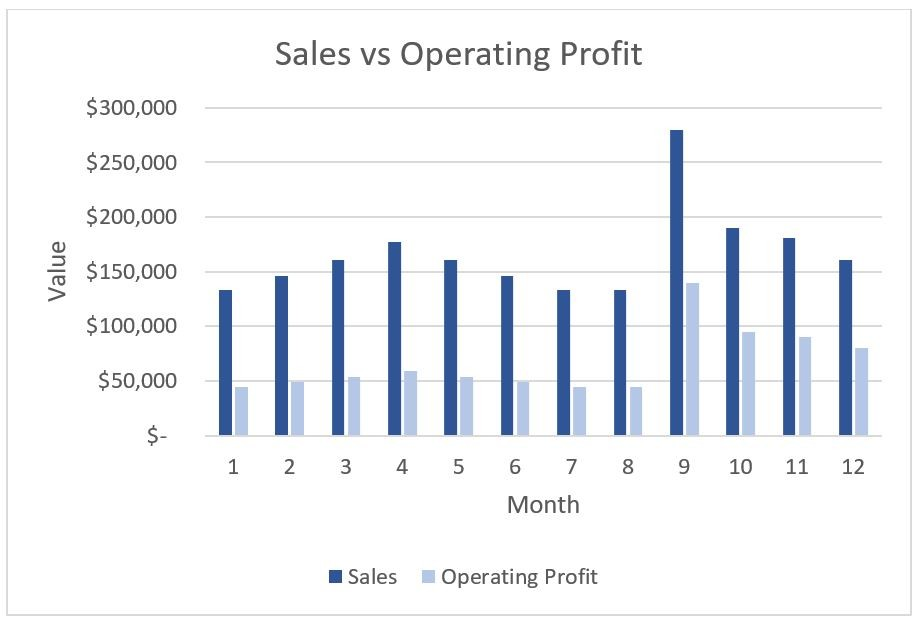 Sales vs Operating Profit
$300,000
$250,000
$200,000
$150,000
$100,000
$50,000
$-
Value
1 2 3 4 5 6 7 8 9 10 11 12
Month
Sales Operating Profit